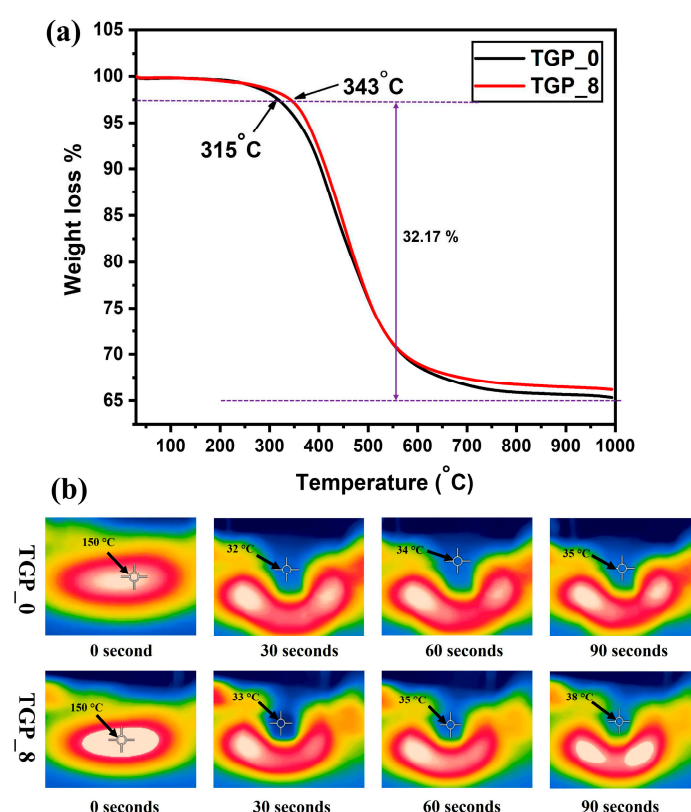 (a)
105
100
95
90
85
80
75
70
65
Weight loss %
TGP_0
TGP_8
343°C
315°C
32.17 %
100 200 300 400 500 600 700 800 900 1000
Temperature (°C)
(b)
TGP_0
150 °C
32 °C
34 °C
35 °C
0 second 30 seconds 60 seconds 90 seconds
TGP_8
150 °C
33 °C
35 °C
38 °C
0 seconds 30 seconds 60 seconds 90 seconds